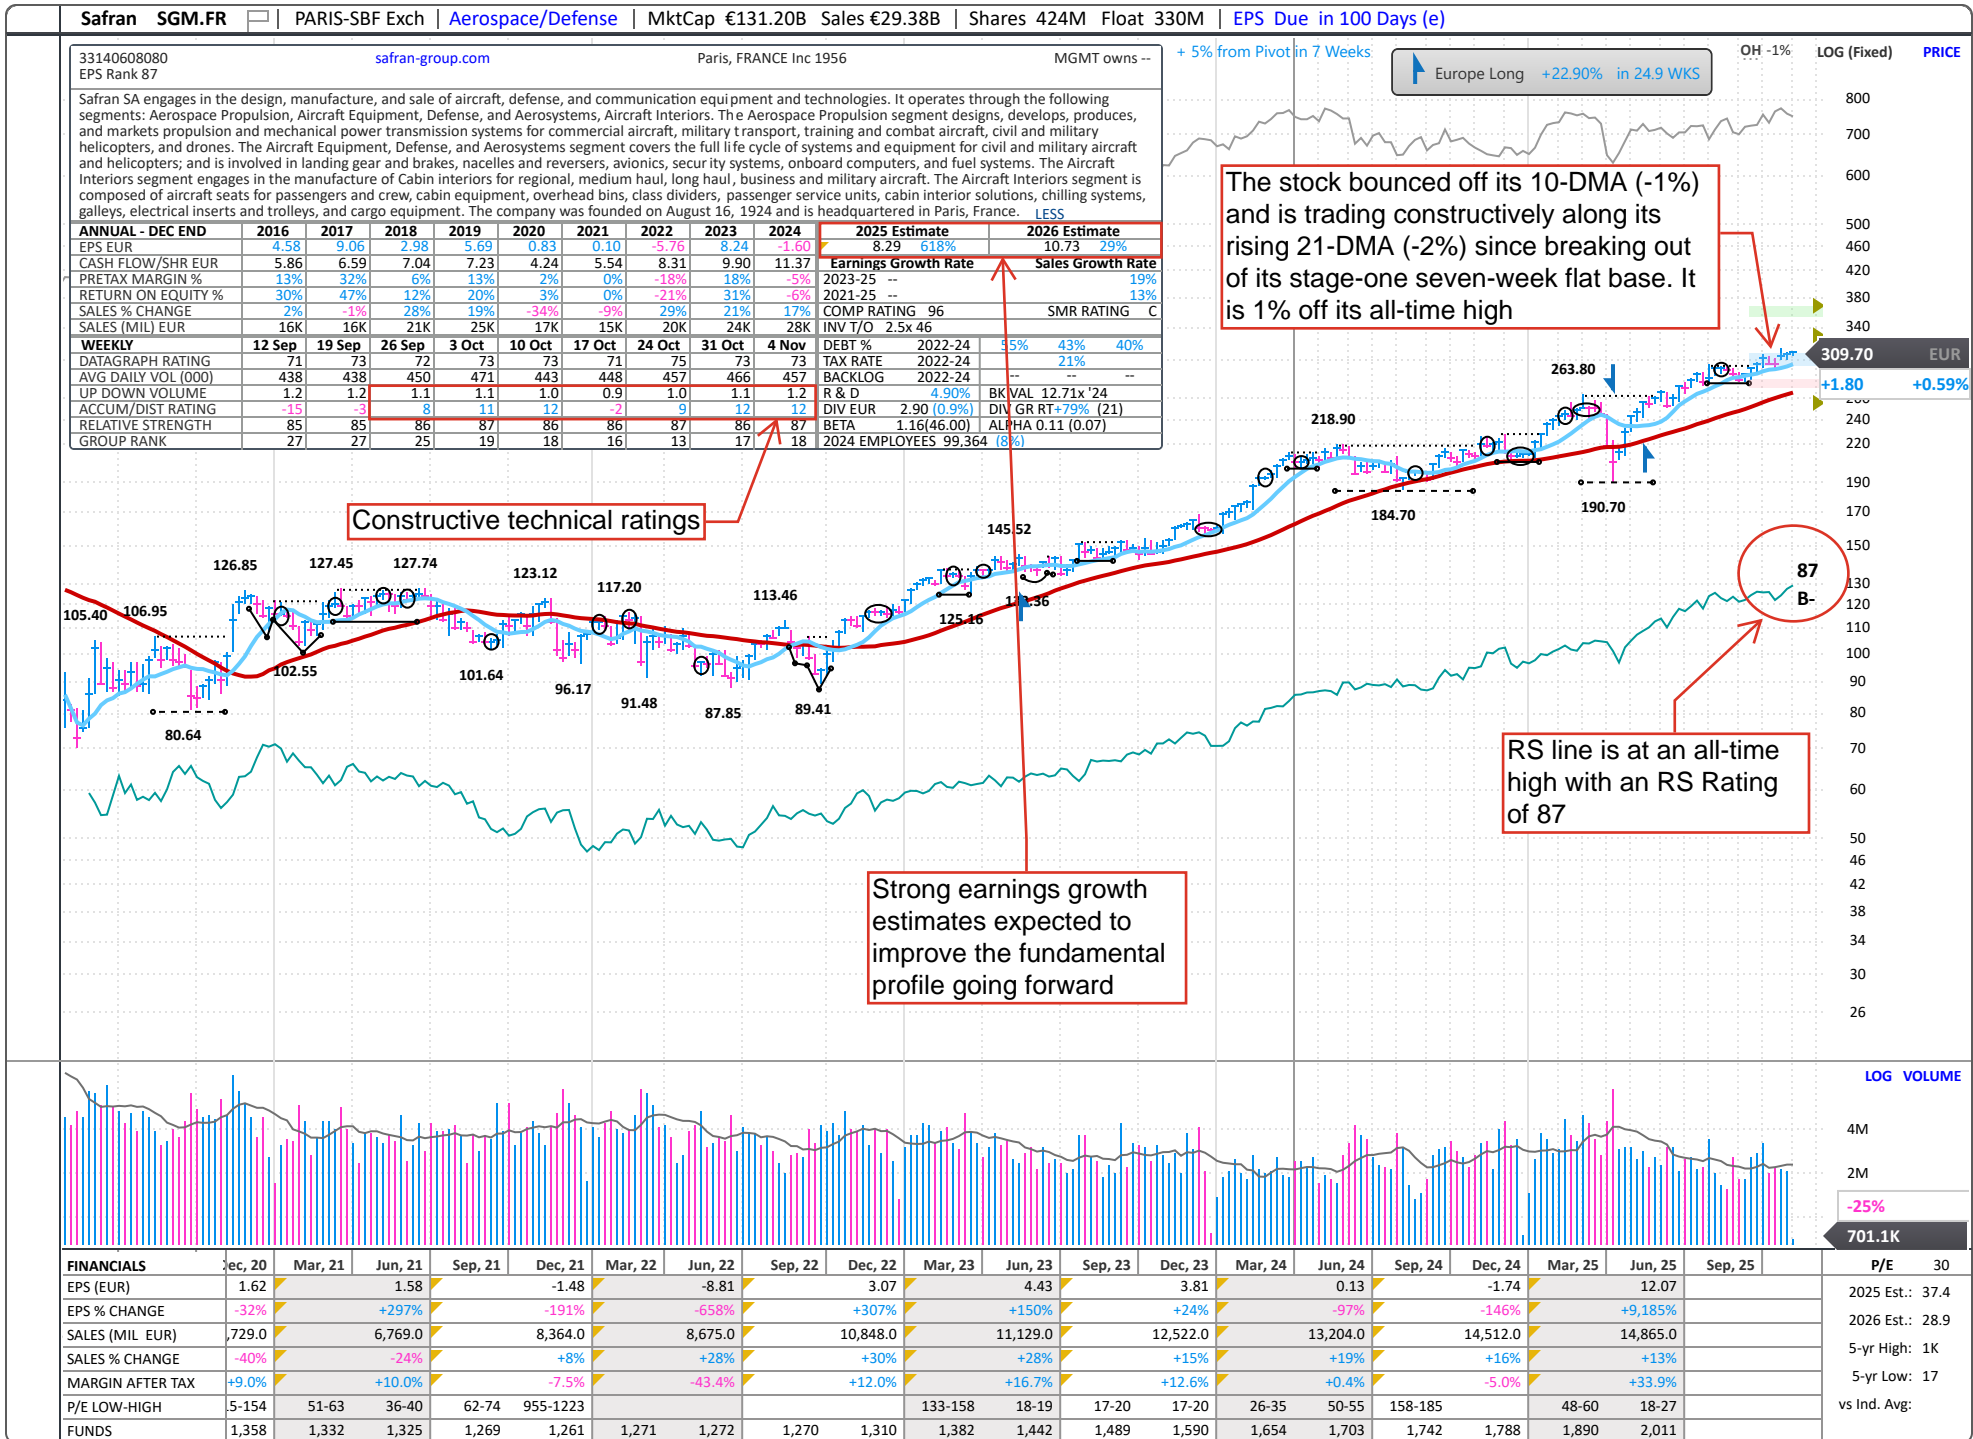 Safran SGM.FR PARIS-SBF Exch Aerospace/Defense MktCap €131.20B Sales €29.38B Shares 424M Float 330M EPS Due in 100 Days (e)
33140608080 safran-group.com Paris, FRANCE Inc 1956 MGMT owns --
EPS Rank 87
Safran SA engages in the design, manufacture, and sale of aircraft, defense, and communication equipment and technologies. It operates through the following
segments: Aerospace Propulsion, Aircraft Equipment, Defense, and Aerosystems, Aircraft Interiors. The Aerospace Propulsion segment designs, develops, produces,
and markets propulsion and mechanical power transmission systems for commercial aircraft, military transport, training and combat aircraft, civil and military
helicopters, and drones. The Aircraft Equipment, Defense, and Aerosystems segment covers the full life cycle of systems and equipment for civil and military aircraft
and helicopters; and is involved in landing gear and brakes, nacelles and reversers, avionics, security systems, onboard computers, and fuel systems. The Aircraft
Interiors segment engages in the manufacture of Cabin interiors for regional, medium haul, long haul, business and military aircraft. The Aircraft Interiors segment is
composed of aircraft seats for passengers and crew, cabin equipment, overhead bins, class dividers, passenger service units, cabin interior solutions, chilling systems,
galleys, electrical inserts and trolleys, and cargo equipment. The company was founded on August 16, 1924 and is headquartered in Paris, France. LESS
ANNUAL - DEC END 2016 2017 2018 2019 2020 2021 2022 2023 2024 2025 Estimate 2026 Estimate
EPS EUR 4.58 9.06 2.98 5.69 0.83 0.10 -5.76 8.24 -1.60 8.29 618% 10.73 29%
CASH FLOW/SHR EUR 5.86 6.59 7.04 7.23 4.24 5.54 8.31 9.90 11.37 Earnings Growth Rate Sales Growth Rate
PRETAX MARGIN % 13% 32% 6% 13% 2% 0% -18% 18% -5% 2023-25 -- 19%
RETURN ON EQUITY % 30% 47% 12% 20% 3% 0% -21% 31% -6% 2021-25 -- 13%
SALES % CHANGE 2% -1% 28% 19% -34% -9% 29% 21% 17% COMP RATING 96 SMR RATING C
SALES (MIL) EUR 16K 16K 21K 25K 17K 15K 20K 24K 28K INV T/O 2.5x 46
WEEKLY 12 Sep 19 Sep 26 Sep 3 Oct 10 Oct 17 Oct 24 Oct 31 Oct 4 Nov DEBT % 2022-24 55% 43% 40%
DATAGRAPH RATING 71 73 72 73 73 71 75 73 73 TAX RATE 2022-24 21%
AVG DAILY VOL (000) 438 438 450 471 443 448 457 466 457 BACKLOG 2022-24 -- -- --
UP DOWN VOLUME 1.2 1.2 1.1 1.1 1.0 0.9 1.0 1.1 1.2 R & D 4.90% BK VAL 12.71x '24
ACCUM/DIST RATING -15 -3 8 11 12 -2 9 12 12 DIV EUR 2.90 (0.9%) DIV GR RT +79% (21)
RELATIVE STRENGTH 85 85 86 87 86 86 87 86 87 BETA 1.16(46.00) ALPHA 0.11 (0.07)
GROUP RANK 27 27 25 19 18 16 13 17 18 2024 EMPLOYEES 99,364 (8%)
+ 5% from Pivot in 7 Weeks
Europe Long +22.90% in 24.9 WKS
OH -1% LOG (Fixed) PRICE
The stock bounced off its 10-DMA (-1%)
and is trading constructively along its
rising 21-DMA (-2%) since breaking out
of its stage-one seven-week flat base. It
is 1% off its all-time high
800
700
600
500
460
420
380
340
309.70 EUR
+1.80 +0.59%
240
220
190
170
150
130
120
110
100
90
80
70
60
50
46
42
38
34
30
26
Constructive technical ratings
263.80
218.90
184.70
190.70
145.52
126.85 127.45 127.74 123.12 117.20 113.46
105.40 106.95
125.16
102.55 101.64 96.17 91.48 87.85 89.41
80.64
87
B-
RS line is at an all-time
high with an RS Rating
of 87
Strong earnings growth
estimates expected to
improve the fundamental
profile going forward
LOG VOLUME
4M
2M
-25%
701.1K
FINANCIALS ec, 20 Mar, 21 Jun, 21 Sep, 21 Dec, 21 Mar, 22 Jun, 22 Sep, 22 Dec, 22 Mar, 23 Jun, 23 Sep, 23 Dec, 23 Mar, 24 Jun, 24 Sep, 24 Dec, 24 Mar, 25 Jun, 25 Sep, 25 P/E 30
EPS (EUR) 1.62 1.58 -1.48 -8.81 3.07 4.43 3.81 0.13 -1.74 12.07
2025 Est.: 37.4
EPS % CHANGE -32% +297% -191% -658% +307% +150% +24% -97% -146% +9,185%
2026 Est.: 28.9
SALES (MIL EUR) ,729.0 6,769.0 8,364.0 8,675.0 10,848.0 11,129.0 12,522.0 13,204.0 14,512.0 14,865.0
5-yr High: 1K
SALES % CHANGE -40% -24% +8% +28% +30% +28% +15% +19% +16% +13%
5-yr Low: 17
MARGIN AFTER TAX +9.0% +10.0% -7.5% -43.4% +12.0% +16.7% +12.6% +0.4% -5.0% +33.9%
vs Ind. Avg:
P/E LOW-HIGH 5-154 51-63 36-40 62-74 955-1223 133-158 18-19 17-20 17-20 26-35 50-55 158-185 48-60 18-27
FUNDS 1,358 1,332 1,325 1,269 1,261 1,271 1,272 1,270 1,310 1,382 1,442 1,489 1,590 1,654 1,703 1,742 1,788 1,890 2,011